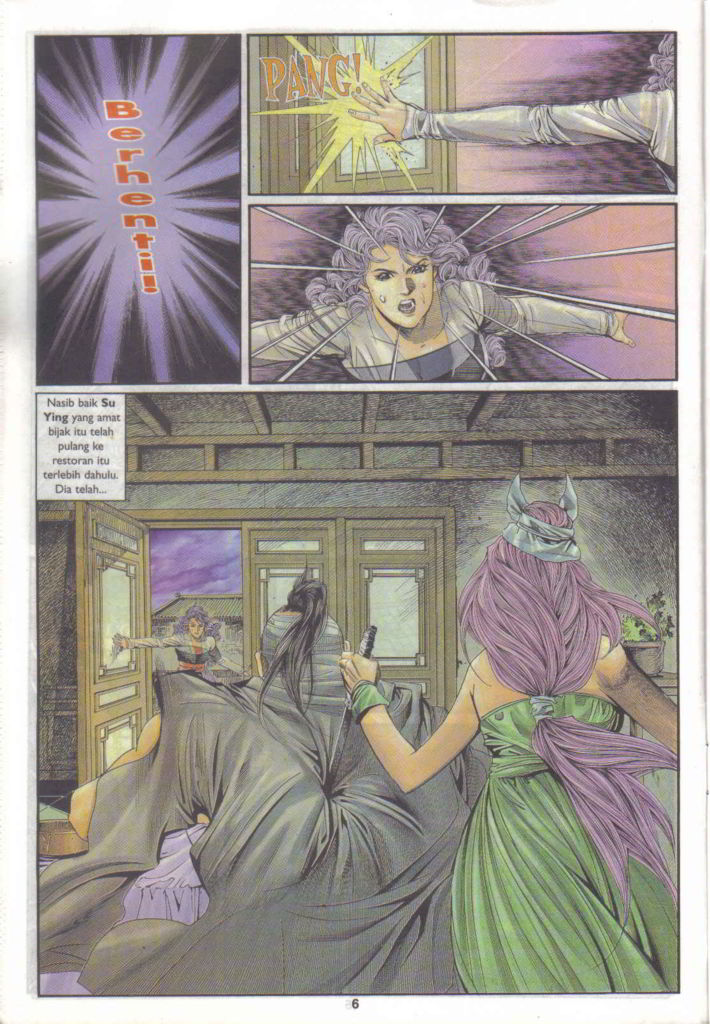 Berhenti!
PANG!
Nasib baik Su
Ying yang amat
bijak itu telah
pulang ke
restoran itu
terlebih dahulu.
Dia telah...
6